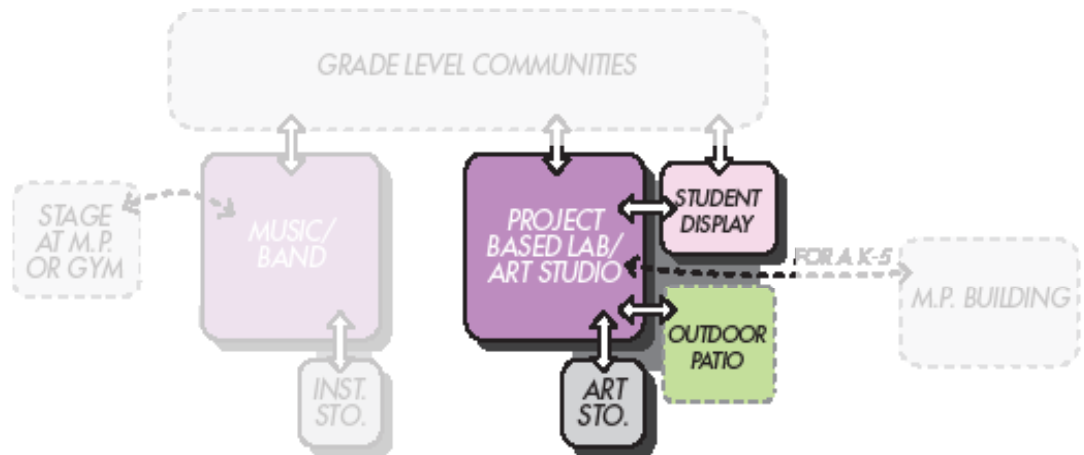 GRADE LEVEL COMMUNITIES
STAGE
AT M.P.
OR GYM
MUSIC/
BAND
PROJECT
BASED LAB/
ART STUDIO
STUDENT
DISPLAY
FOR A K-5
M.P. BUILDING
OUTDOOR
PATIO
INST.
STO.
ART
STO.